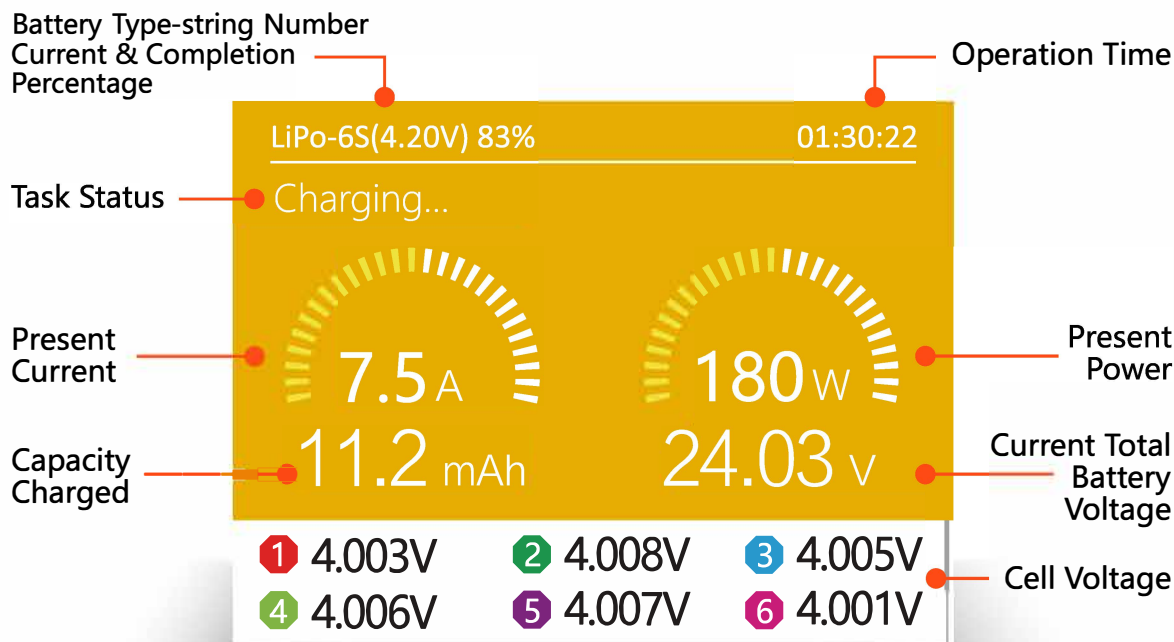 Battery Type-string Number
Current & Completion
Percentage
Operation Time
LiPo-6S(4.20V) 83%
01:30:22
Task Status
Charging...
Present
Current
7.5 A
180 W
Present
Power
Capacity
Charged
11.2 mAh
24.03 V
Current Total
Battery
Voltage
1 4.003V
2 4.008V
3 4.005V
Cell Voltage
4 4.006V
5 4.007V
6 4.001V